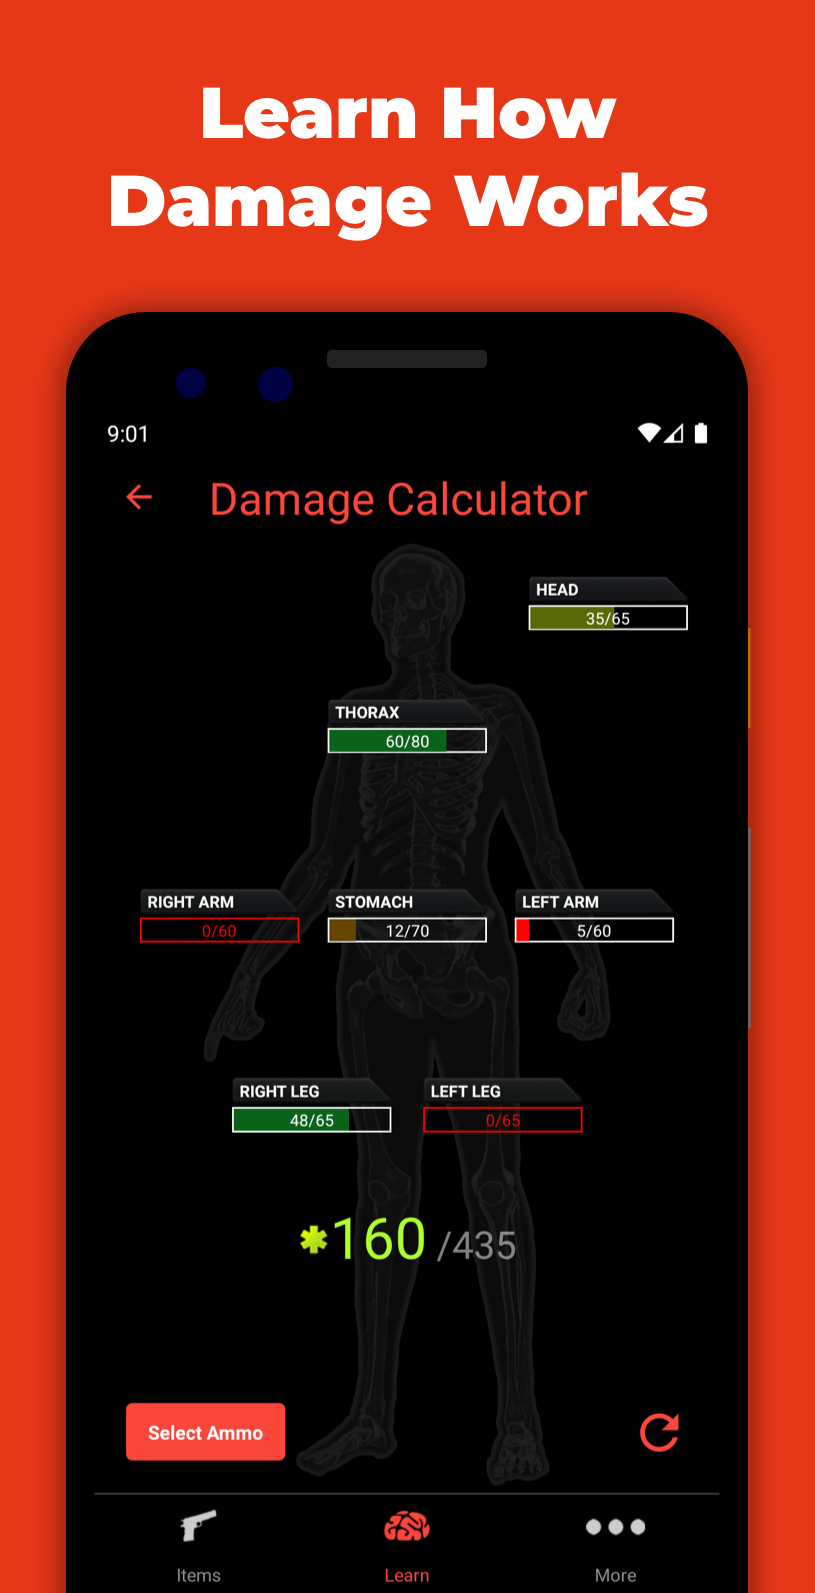 Learn How
Damage Works
9:01
Damage Calculator
HEAD
35/65
THORAX
60/80
RIGHT ARM
0/60
STOMACH
12/70
LEFT ARM
5/60
RIGHT LEG
48/65
LEFT LEG
0/65
160 /435
Select Ammo
Items
Learn
More